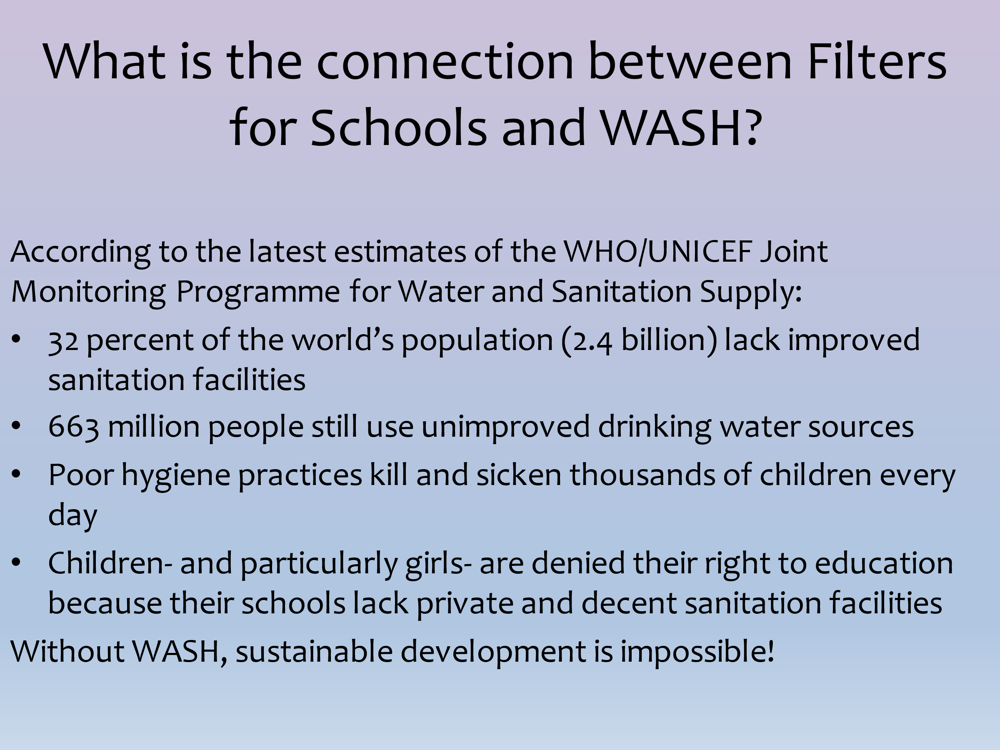 What is the connection between Filters
for Schools and WASH?
According to the latest estimates of the WHO/UNICEF Joint
Monitoring Programme for Water and Sanitation Supply:
• 32 percent of the world’s population (2.4 billion) lack improved
sanitation facilities
• 663 million people still use unimproved drinking water sources
• Poor hygiene practices kill and sicken thousands of children every
day
• Children- and particularly girls- are denied their right to education
because their schools lack private and decent sanitation facilities
Without WASH, sustainable development is impossible!